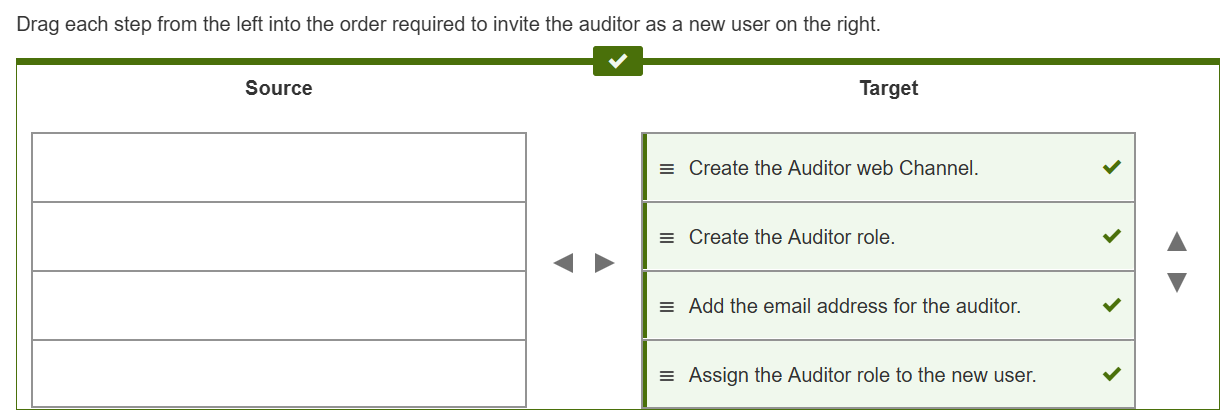 Drag each step from the left into the order required to invite the auditor as a new user on the right.
Source
Target
Create the Auditor web Channel.
Create the Auditor role.
Add the email address for the auditor.
Assign the Auditor role to the new user.